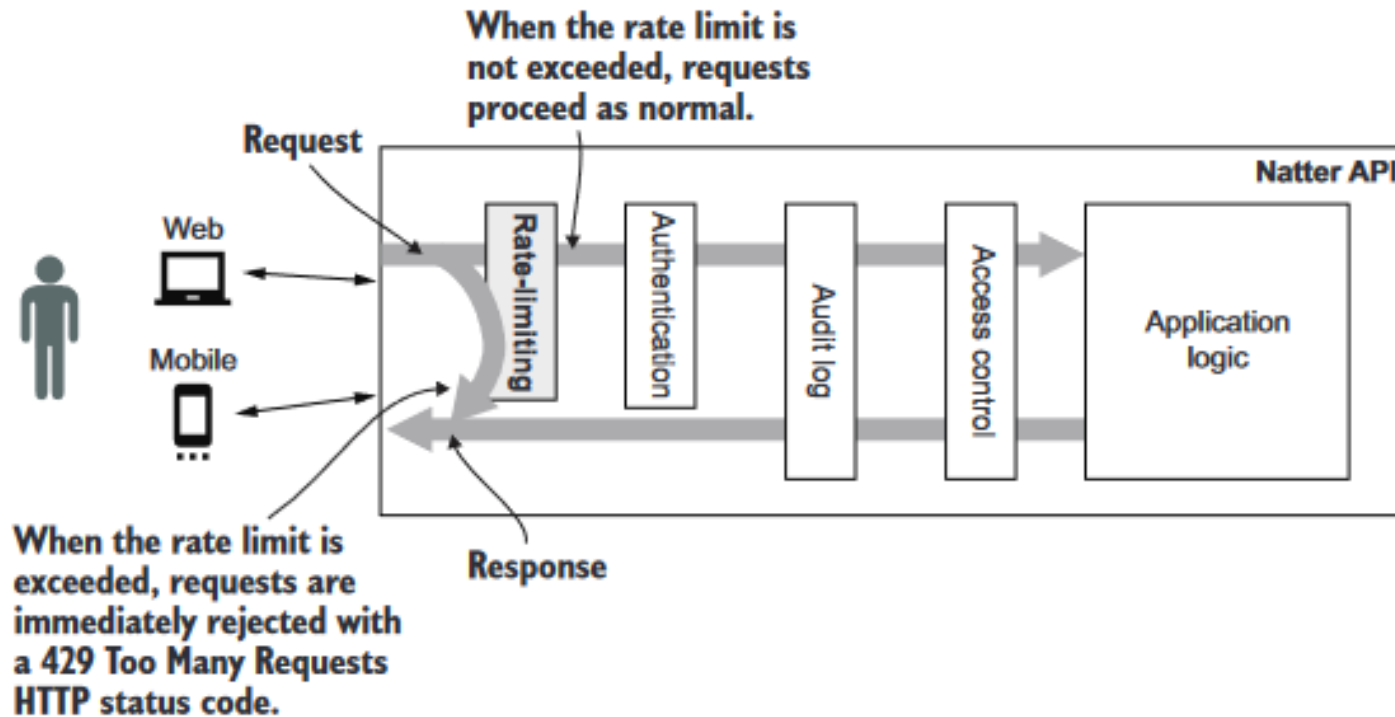 When the rate limit is
not exceeded, requests
proceed as normal.
Request
Natter API
Web
Mobile
Rate-limiting
Authentication
Audit log
Access control
Application
logic
When the rate limit is
exceeded, requests are
immediately rejected with
a 429 Too Many Requests
HTTP status code.
Response